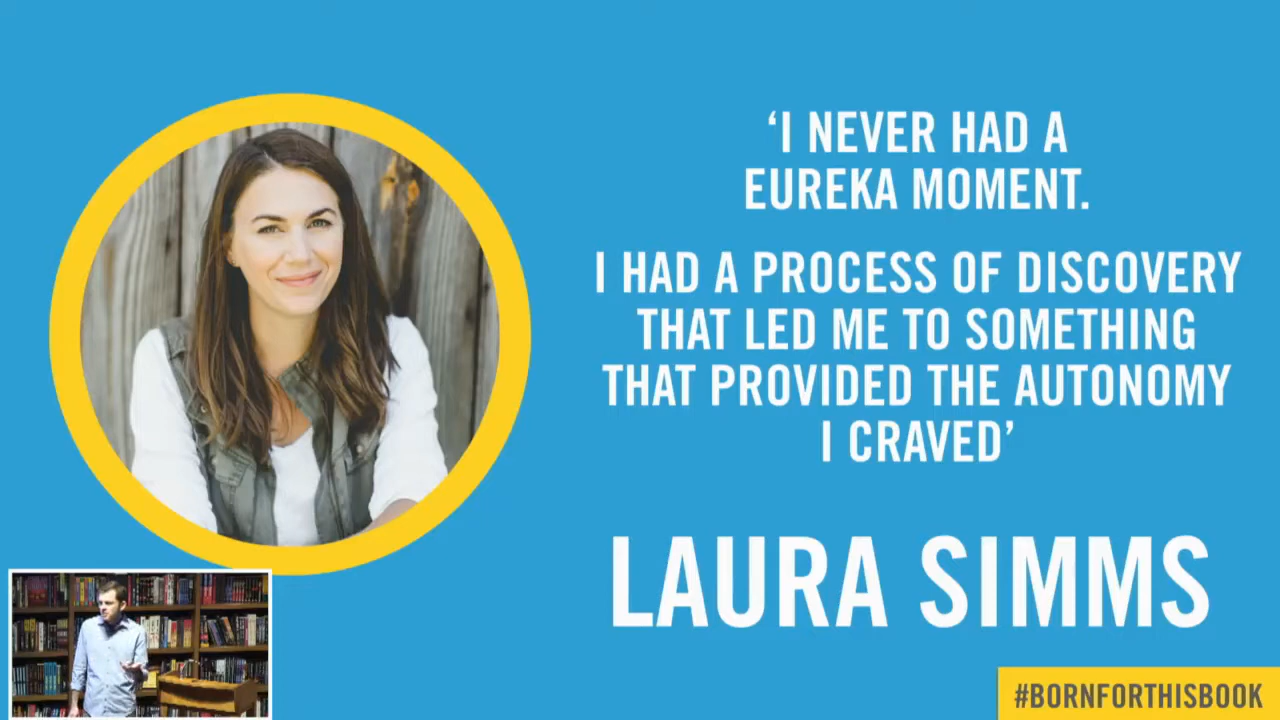 ‘I NEVER HAD A
EUREKA MOMENT.
I HAD A PROCESS OF DISCOVERY
THAT LED ME TO SOMETHING
THAT PROVIDED THE AUTONOMY
I CRAVED’
LAURA SIMMS
#BORNFORTHISBOOK